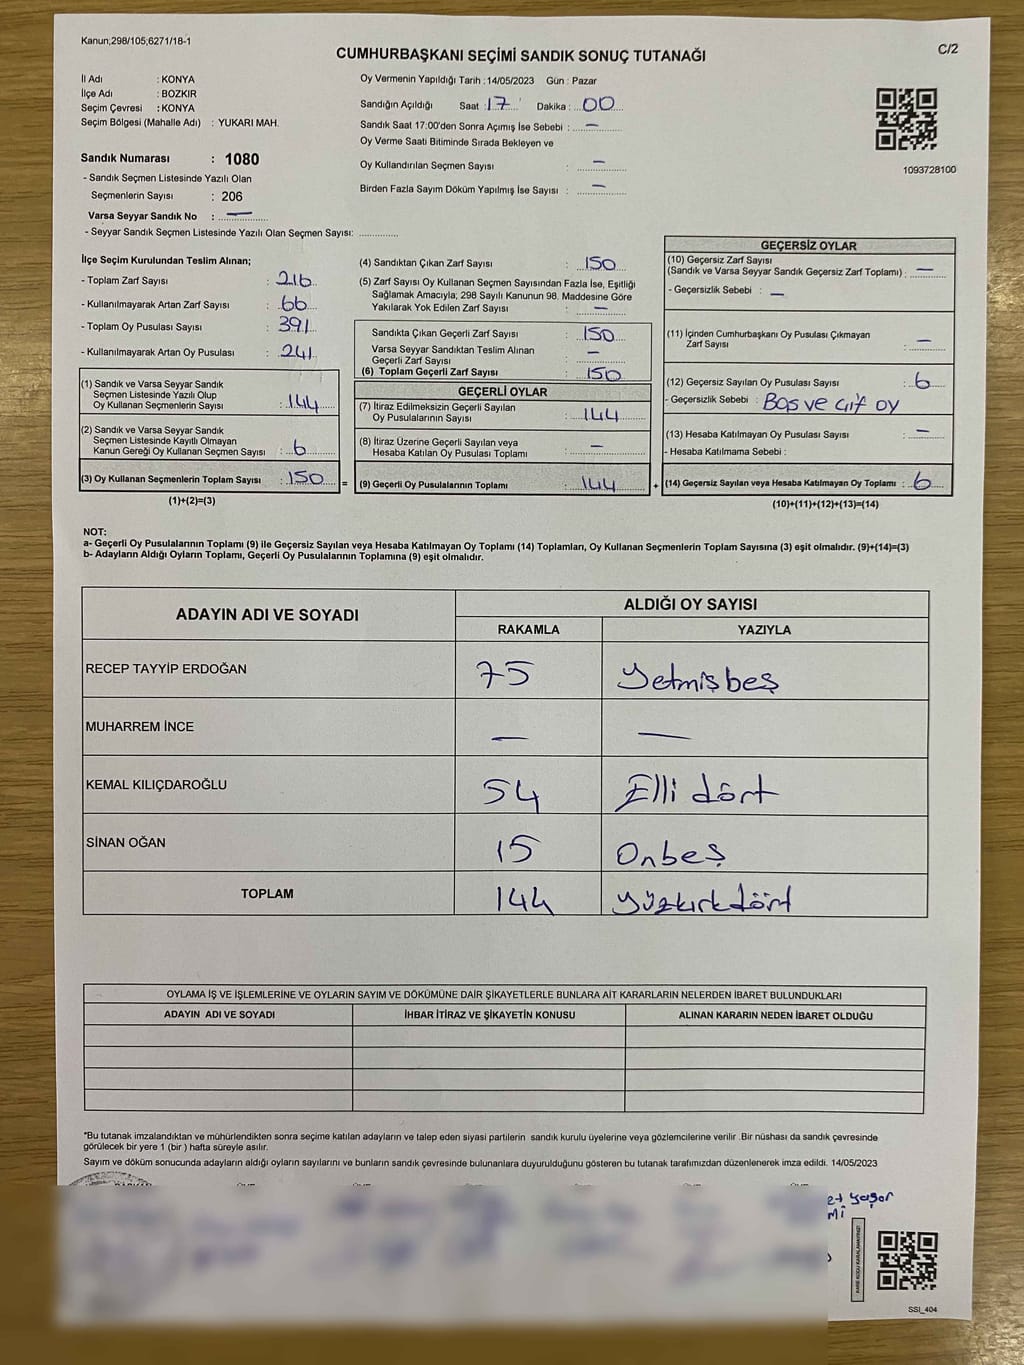 Kanun;298/105;6271/18-1
C/2
CUMHURBAŞKANI SEÇİMİ SANDIK SONUÇ TUTANAĞI
İl Adı : KONYA
İlçe Adı : BOZKIR
Seçim Çevresi : KONYA
Seçim Bölgesi (Mahalle Adı) : YUKARI MAH.
Sandık Numarası : 1080
- Sandık Seçmen Listesinde Yazılı Olan
Seçmenlerin Sayısı : 206
Varsa Seyyar Sandık No : —
- Seyyar Sandık Seçmen Listesinde Yazılı Olan Seçmen Sayısı: ..............
Oy Vermenin Yapıldığı Tarih : 14/05/2023 Gün : Pazar
Sandığın Açıldığı Saat : 17 Dakika : 00
Sandık Saat 17:00'den Sonra Açımış İse Sebebi : —
Oy Verme Saati Bitiminde Sırada Bekleyen ve
Oy Kullandırılan Seçmen Sayısı : —
Birden Fazla Sayım Döküm Yapılmış İse Sayısı : —
1093728100
İlçe Seçim Kurulundan Teslim Alınan;
- Toplam Zarf Sayısı : 216
- Kullanılmayarak Artan Zarf Sayısı : 66
- Toplam Oy Pusulası Sayısı : 391
- Kullanılmayarak Artan Oy Pusulası : 241
(1) Sandık ve Varsa Seyyar Sandık
Seçmen Listesinde Yazılı Olup
Oy Kullanan Seçmenlerin Sayısı : 144
(2) Sandık ve Varsa Seyyar Sandık
Seçmen Listesinde Kayıtlı Olmayan
Kanun Gereği Oy Kullanan Seçmen Sayısı : 6
(3) Oy Kullanan Seçmenlerin Toplam Sayısı : 150 =
(1)+(2)=(3)
(4) Sandıktan Çıkan Zarf Sayısı : 150
(5) Zarf Sayısı Oy Kullanan Seçmen Sayısından Fazla İse, Eşitliği
Sağlamak Amacıyla; 298 Sayılı Kanunun 98. Maddesine Göre
Yakılarak Yok Edilen Zarf Sayısı : —
Sandıkta Çıkan Geçerli Zarf Sayısı : 150
Varsa Seyyar Sandıktan Teslim Alınan
Geçerli Zarf Sayısı : —
(6) Toplam Geçerli Zarf Sayısı : 150
GEÇERLİ OYLAR
(7) İtiraz Edilmeksizin Geçerli Sayılan
Oy Pusulalarının Sayısı : 144
(8) İtiraz Üzerine Geçerli Sayılan veya
Hesaba Katılan Oy Pusulası Toplamı : —
(9) Geçerli Oy Pusulalarının Toplamı : 144 +
GEÇERSİZ OYLAR
(10) Geçersiz Zarf Sayısı
(Sandık ve Varsa Seyyar Sandık Geçersiz Zarf Toplamı) : —
- Geçersizlik Sebebi : —
(11) İçinden Cumhurbaşkanı Oy Pusulası Çıkmayan
Zarf Sayısı : —
(12) Geçersiz Sayılan Oy Pusulası Sayısı : 6
- Geçersizlik Sebebi : Boş ve çift oy
(13) Hesaba Katılmayan Oy Pusulası Sayısı : —
- Hesaba Katılmama Sebebi :
(14) Geçersiz Sayılan veya Hesaba Katılmayan Oy Toplamı : 6
(10)+(11)+(12)+(13)=(14)
NOT:
a- Geçerli Oy Pusulalarının Toplamı (9) ile Geçersiz Sayılan veya Hesaba Katılmayan Oy Toplamı (14) Toplamları, Oy Kullanan Seçmenlerin Toplam Sayısına (3) eşit olmalıdır. (9)+(14)=(3)
b- Adayların Aldığı Oyların Toplamı, Geçerli Oy Pusulalarının Toplamına (9) eşit olmalıdır.
ADAYIN ADI VE SOYADI
ALDIĞI OY SAYISI
RAKAMLA YAZIYLA
RECEP TAYYİP ERDOĞAN 75 Yetmişbeş
MUHARREM İNCE — —
KEMAL KILIÇDAROĞLU 54 Elli dört
SİNAN OĞAN 15 Onbeş
TOPLAM 144 yüzkırkdört
OYLAMA İŞ VE İŞLEMLERİNE VE OYLARIN SAYIM VE DÖKÜMÜNE DAİR ŞİKAYETLERLE BUNLARA AİT KARARLARIN NELERDEN İBARET BULUNDUKLARI
ADAYIN ADI VE SOYADI İHBAR İTİRAZ VE ŞİKAYETİN KONUSU ALINAN KARARIN NEDEN İBARET OLDUĞU
*Bu tutanak imzalandıktan ve mühürlendikten sonra seçime katılan adayların ve talep eden siyasi partilerin sandık kurulu üyelerine veya gözlemcilerine verilir .Bir nüshası da sandık çevresinde
görülecek bir yere 1 (bir ) hafta süreyle asılır.
Sayım ve döküm sonucunda adayların aldığı oyların sayılarını ve bunların sandık çevresinde bulunanlara duyurulduğunu gösteren bu tutanak tarafımızdan düzenlenerek imza edildi. 14/05/2023
et Yaşar
SSI_404